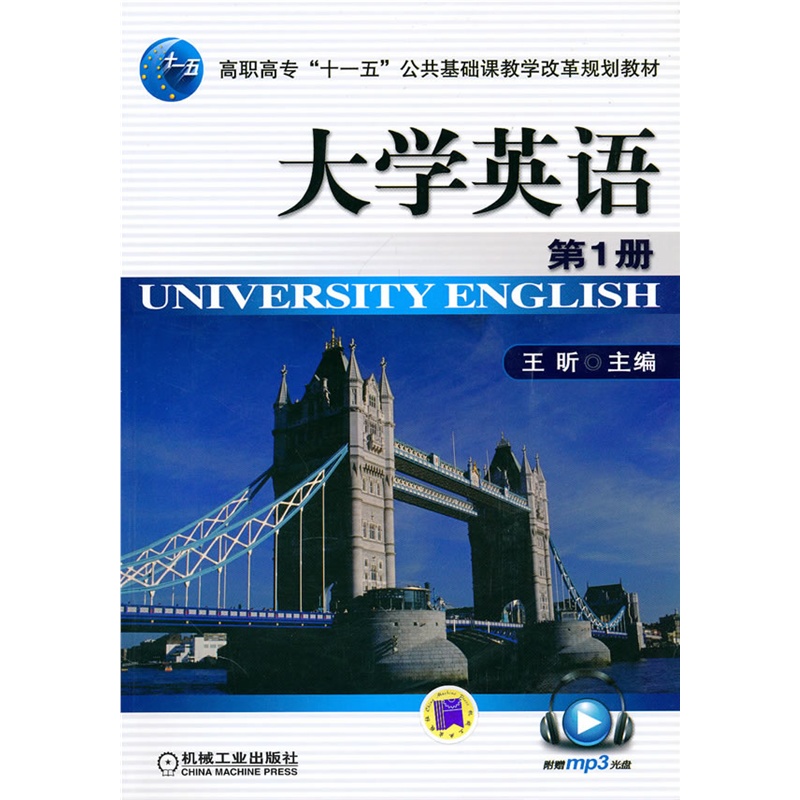 十一五
高职高专“十一五”公共基础课教学改革规划教材
大学英语
第1册
UNIVERSITY ENGLISH
王昕◎主编
机械工业出版社
CHINA MACHINE PRESS
附赠mp3光盘